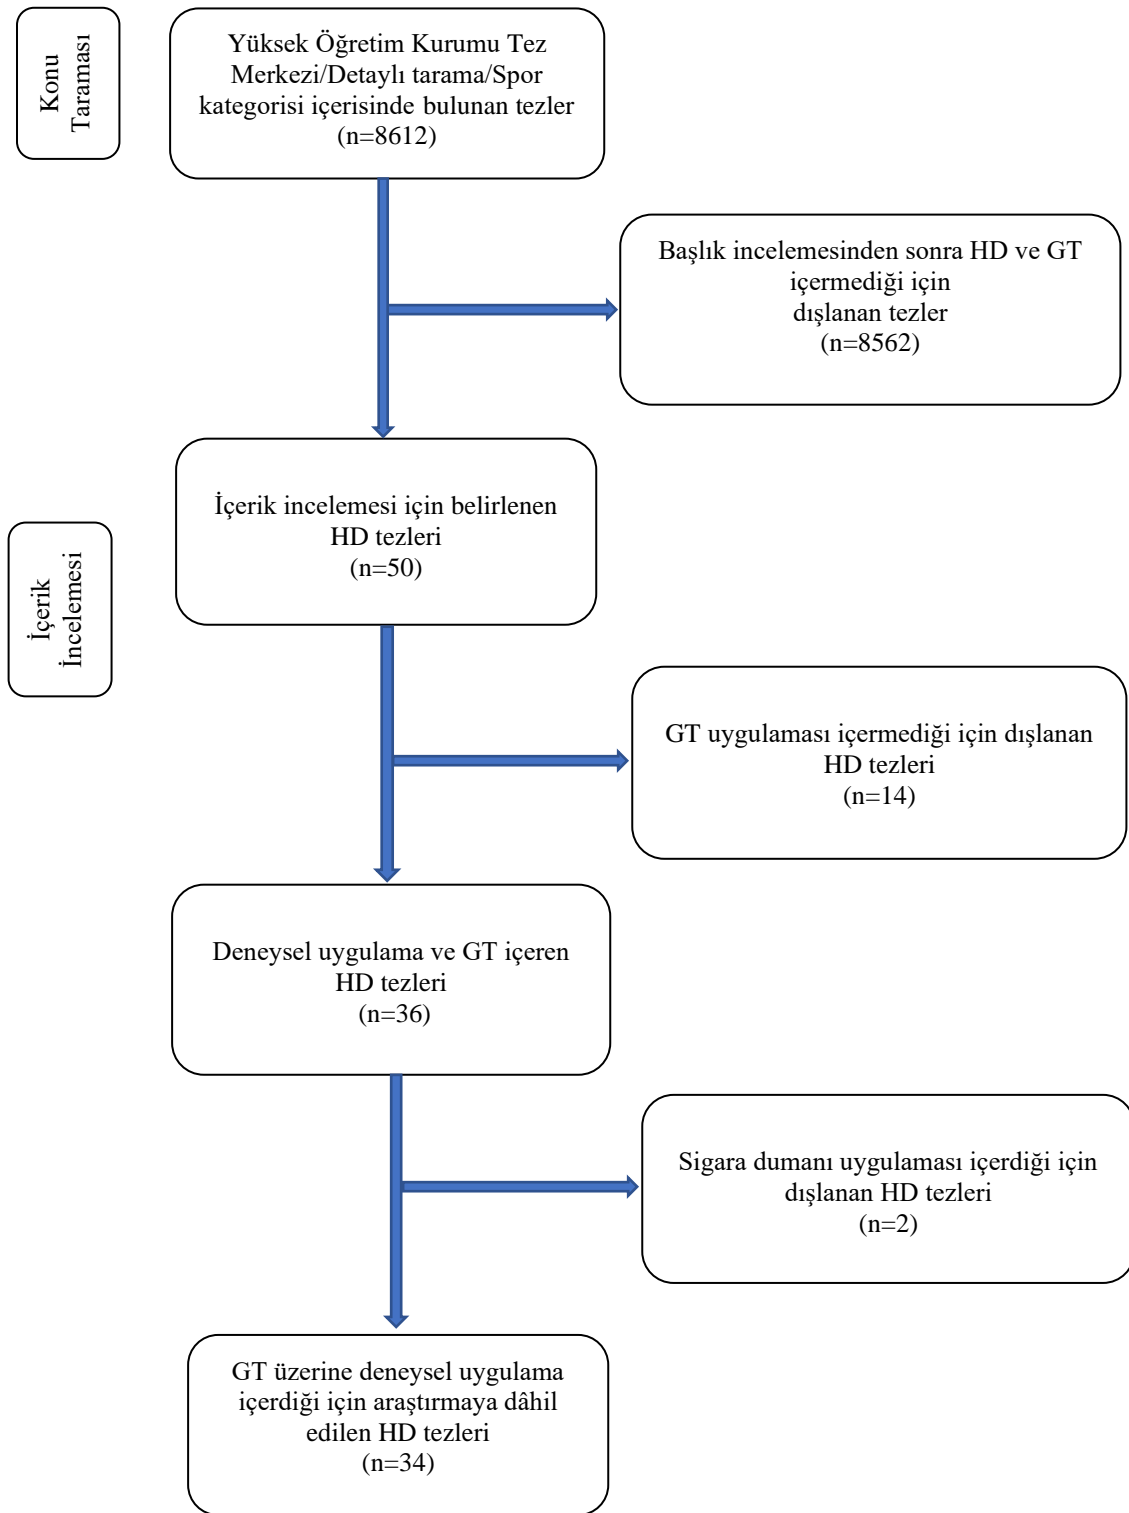 Konu
Taraması
Yüksek Öğretim Kurumu Tez
Merkezi/Detaylı tarama/Spor
kategorisi içerisinde bulunan tezler
(n=8612)
Başlık incelemesinden sonra HD ve GT
içermediği için
dışlanan tezler
(n=8562)
İçerik incelemesi için belirlenen
HD tezleri
(n=50)
İçerik
İncelemesi
GT uygulaması içermediği için dışlanan
HD tezleri
(n=14)
Deneysel uygulama ve GT içeren
HD tezleri
(n=36)
Sigara dumanı uygulaması içerdiği için
dışlanan HD tezleri
(n=2)
GT üzerine deneysel uygulama
içerdiği için araştırmaya dâhil
edilen HD tezleri
(n=34)